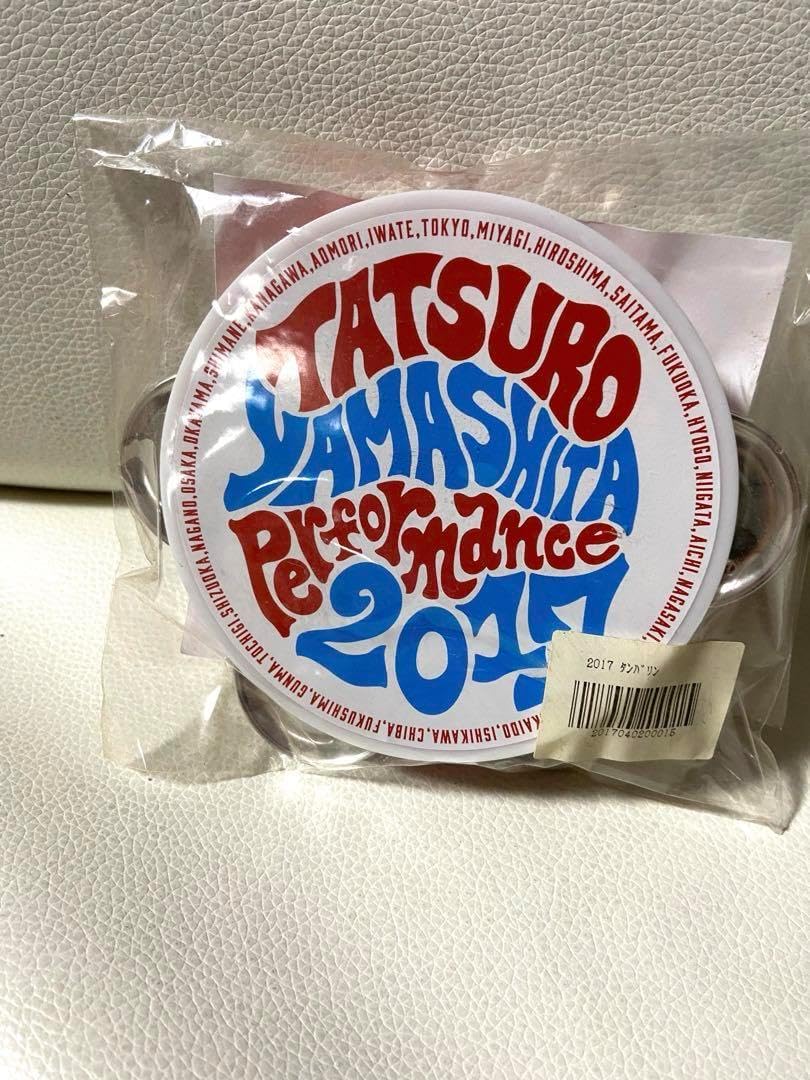 TATSURO
YAMASHITA
Performance
2017
KANAGAWA,AOMORI,IWATE,TOKYO,MIYAGI,HIROSHIMA,SAITAMA,FUKUOKA,HYOGO,NIIGATA,AICHI,NAGASAKI,
KAIDO,ISHIKAWA,CHIBA,FUKUSHIMA,GUNMA,TOCHIGI,SHIZUOKA,NAGANO,OSAKA,OKAYAMA,SHIMANE,
2017 ﾀﾝﾊﾞﾘﾝ
2017040200015